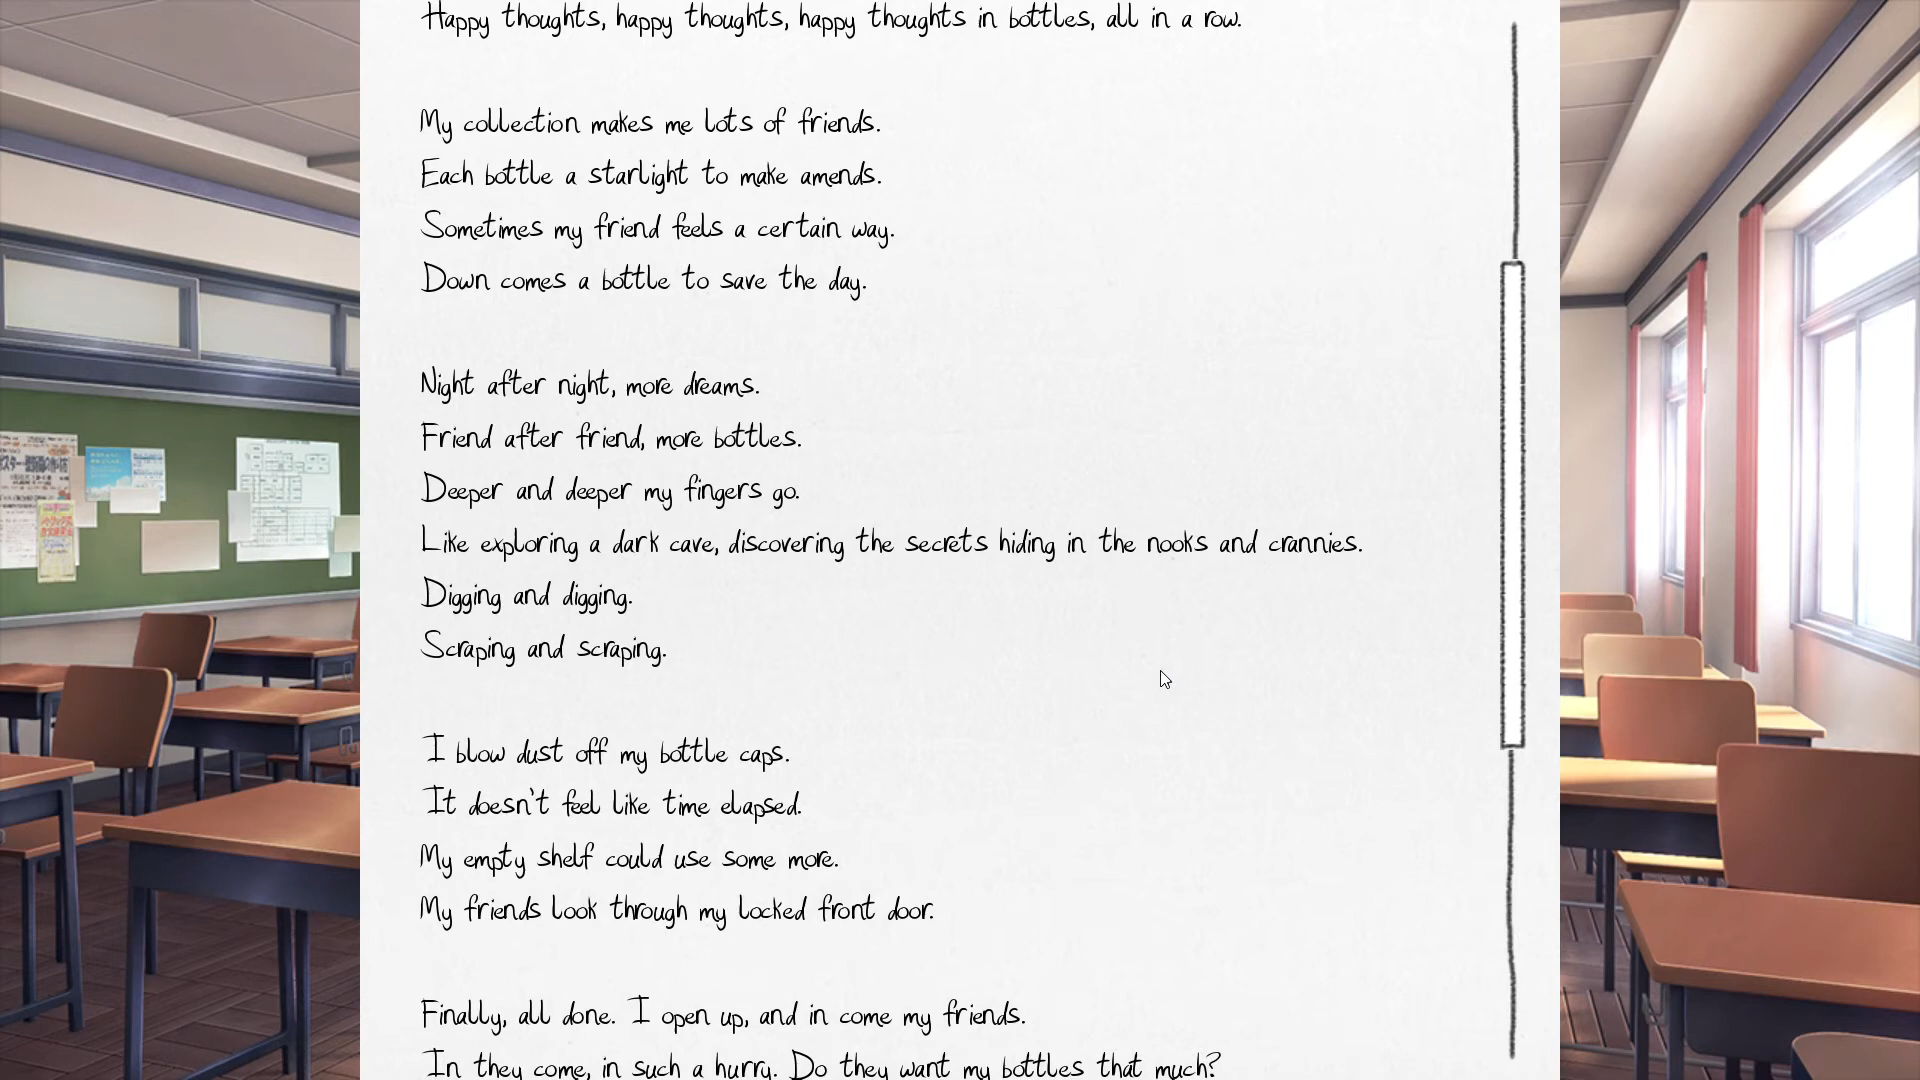 Happy thoughts, happy thoughts, happy thoughts in bottles, all in a row.
My collection makes me lots of friends.
Each bottle a starlight to make amends.
Sometimes my friend feels a certain way.
Down comes a bottle to save the day.
Night after night, more dreams.
Friend after friend, more bottles.
Deeper and deeper my fingers go.
Like exploring a dark cave, discovering the secrets hiding in the nooks and crannies.
Digging and digging.
Scraping and scraping.
I blow dust off my bottle caps.
It doesn't feel like time elapsed.
My empty shelf could use some more.
My friends look through my locked front door.
Finally, all done. I open up, and in come my friends.
In they come, in such a hurry. Do they want my bottles that much?